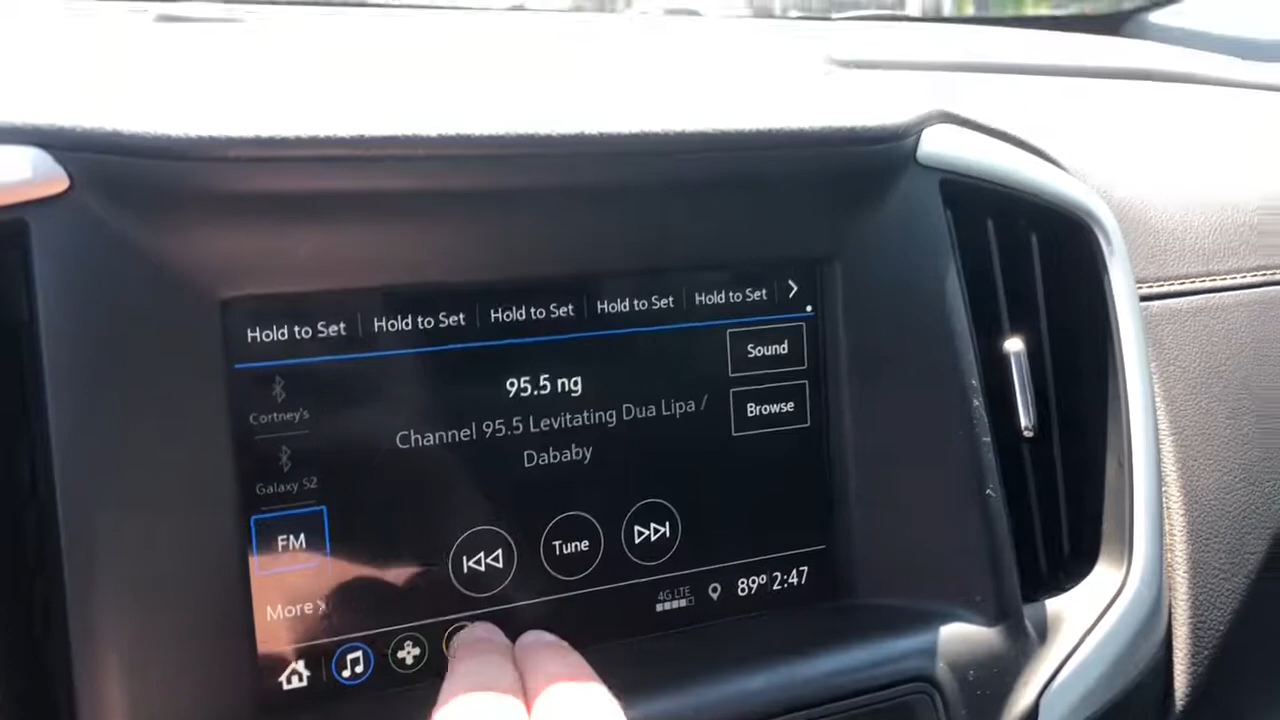 Hold to Set Hold to Set Hold to Set Hold to Set Hold to Set
Sound
Browse
95.5 ng
Channel 95.5 Levitating Dua Lipa /
Dababy
Cortney's
Galaxy S2
FM
More
Tune
4G LTE
89º 2:47